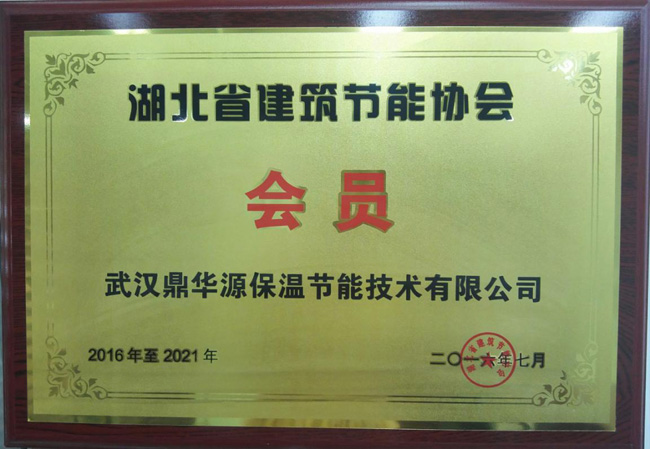 湖北省建筑节能协会
会员
武汉鼎华源保温节能技术有限公司
2016年至2021年
二〇一六年七月